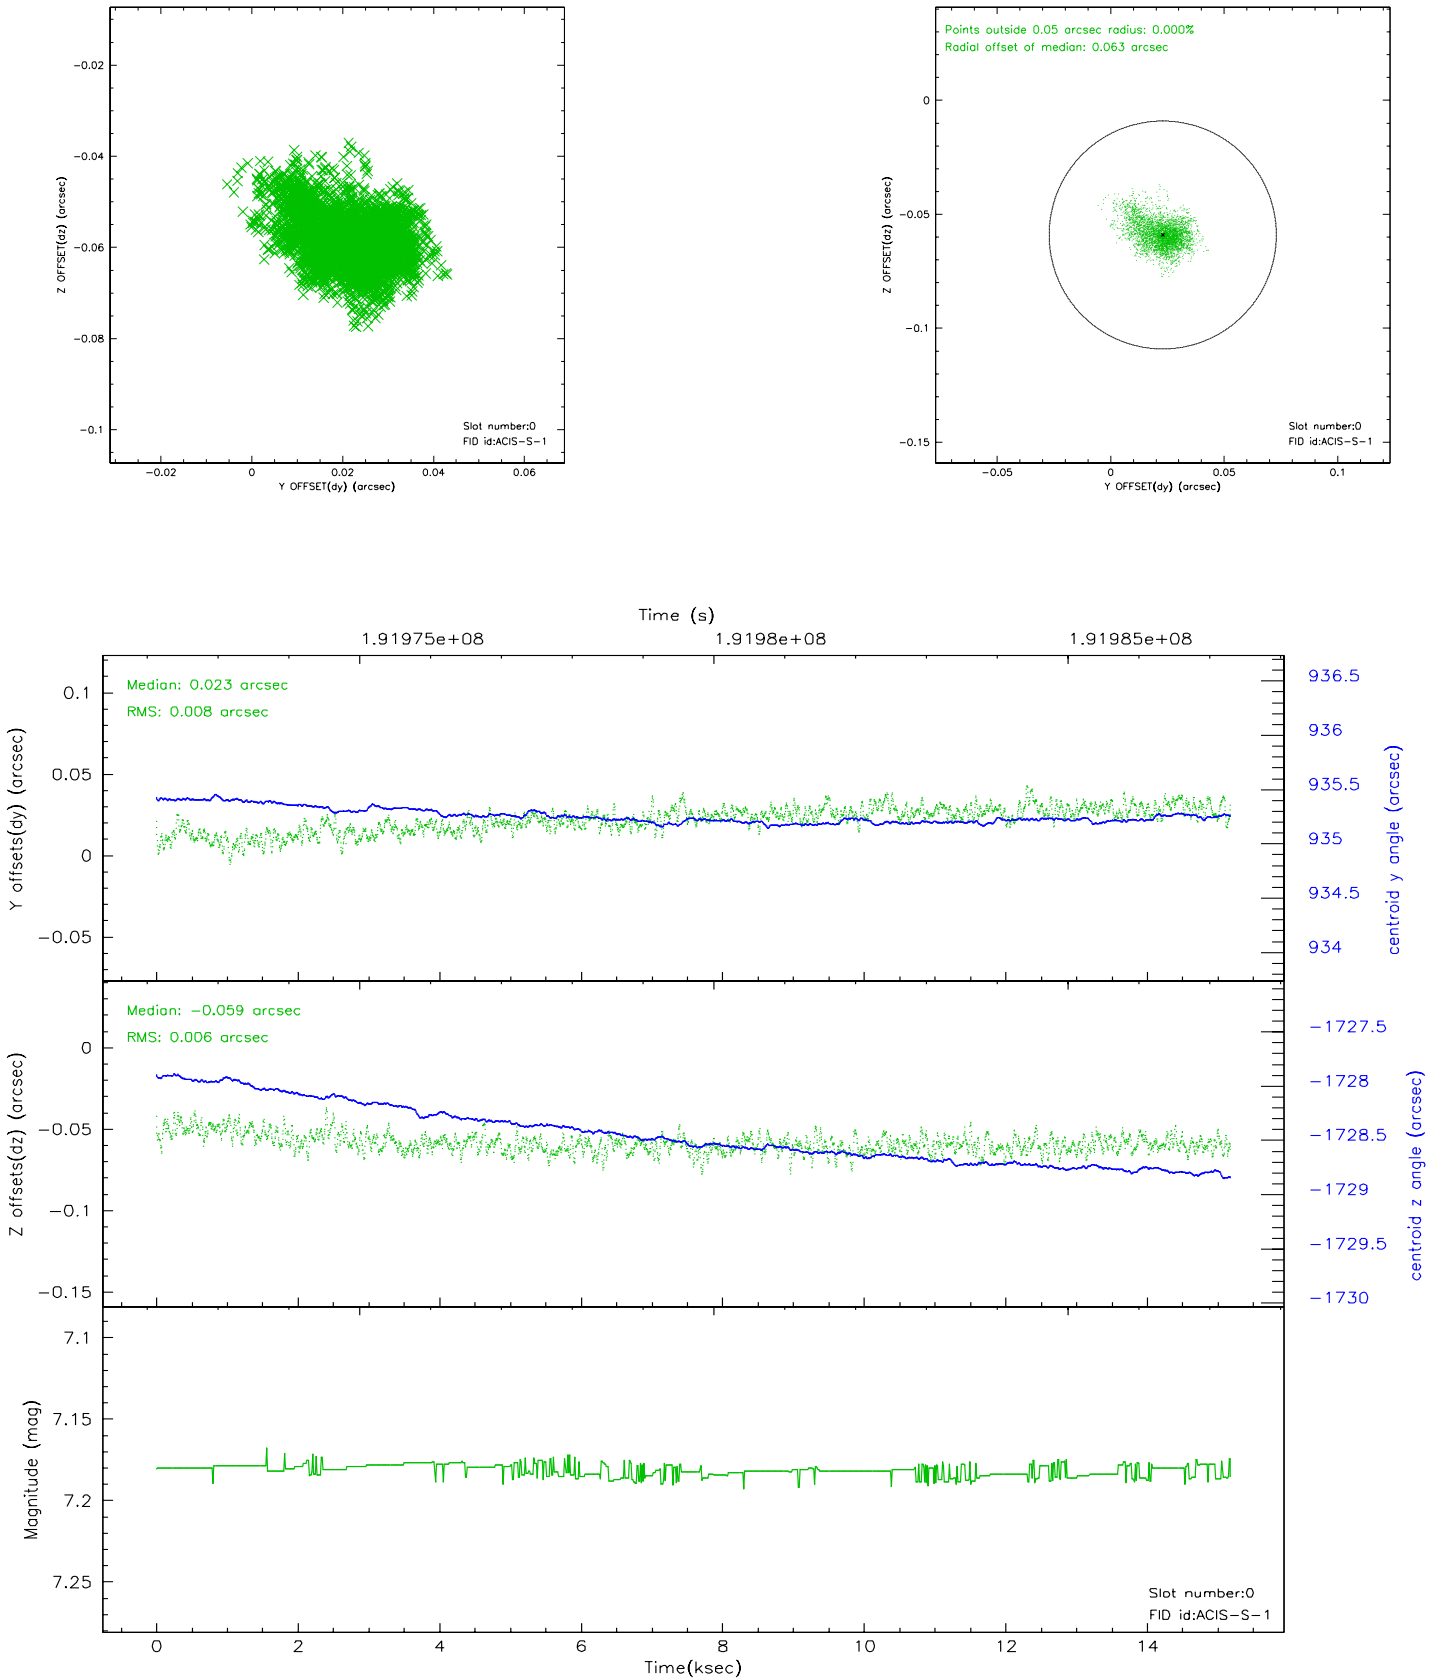 −0.02
−0.04
−0.06
−0.08
−0.1
Z OFFSET(dz) (arcsec)
Slot number:0
FID id:ACIS−S−1
−0.02 0 0.02 0.04 0.06
Y OFFSET(dy) (arcsec)
Points outside 0.05 arcsec radius: 0.000%
Radial offset of median: 0.063 arcsec
0
−0.05
−0.1
−0.15
Z OFFSET(dz) (arcsec)
Slot number:0
FID id:ACIS−S−1
−0.05 0 0.05 0.1
Y OFFSET(dy) (arcsec)
Time (s)
1.91975e+08 1.9198e+08 1.91985e+08
Median: 0.023 arcsec
RMS: 0.008 arcsec
0.1
0.05
0
−0.05
Y offsets(dy) (arcsec)
936.5
936
935.5
935
934.5
934
centroid y angle (arcsec)
Median: −0.059 arcsec
RMS: 0.006 arcsec
0
−0.05
−0.1
−0.15
Z offsets(dz) (arcsec)
−1727.5
−1728
−1728.5
−1729
−1729.5
−1730
centroid z angle (arcsec)
7.1
7.15
7.2
7.25
Magnitude (mag)
Slot number:0
FID id:ACIS−S−1
0 2 4 6 8 10 12 14
Time(ksec)